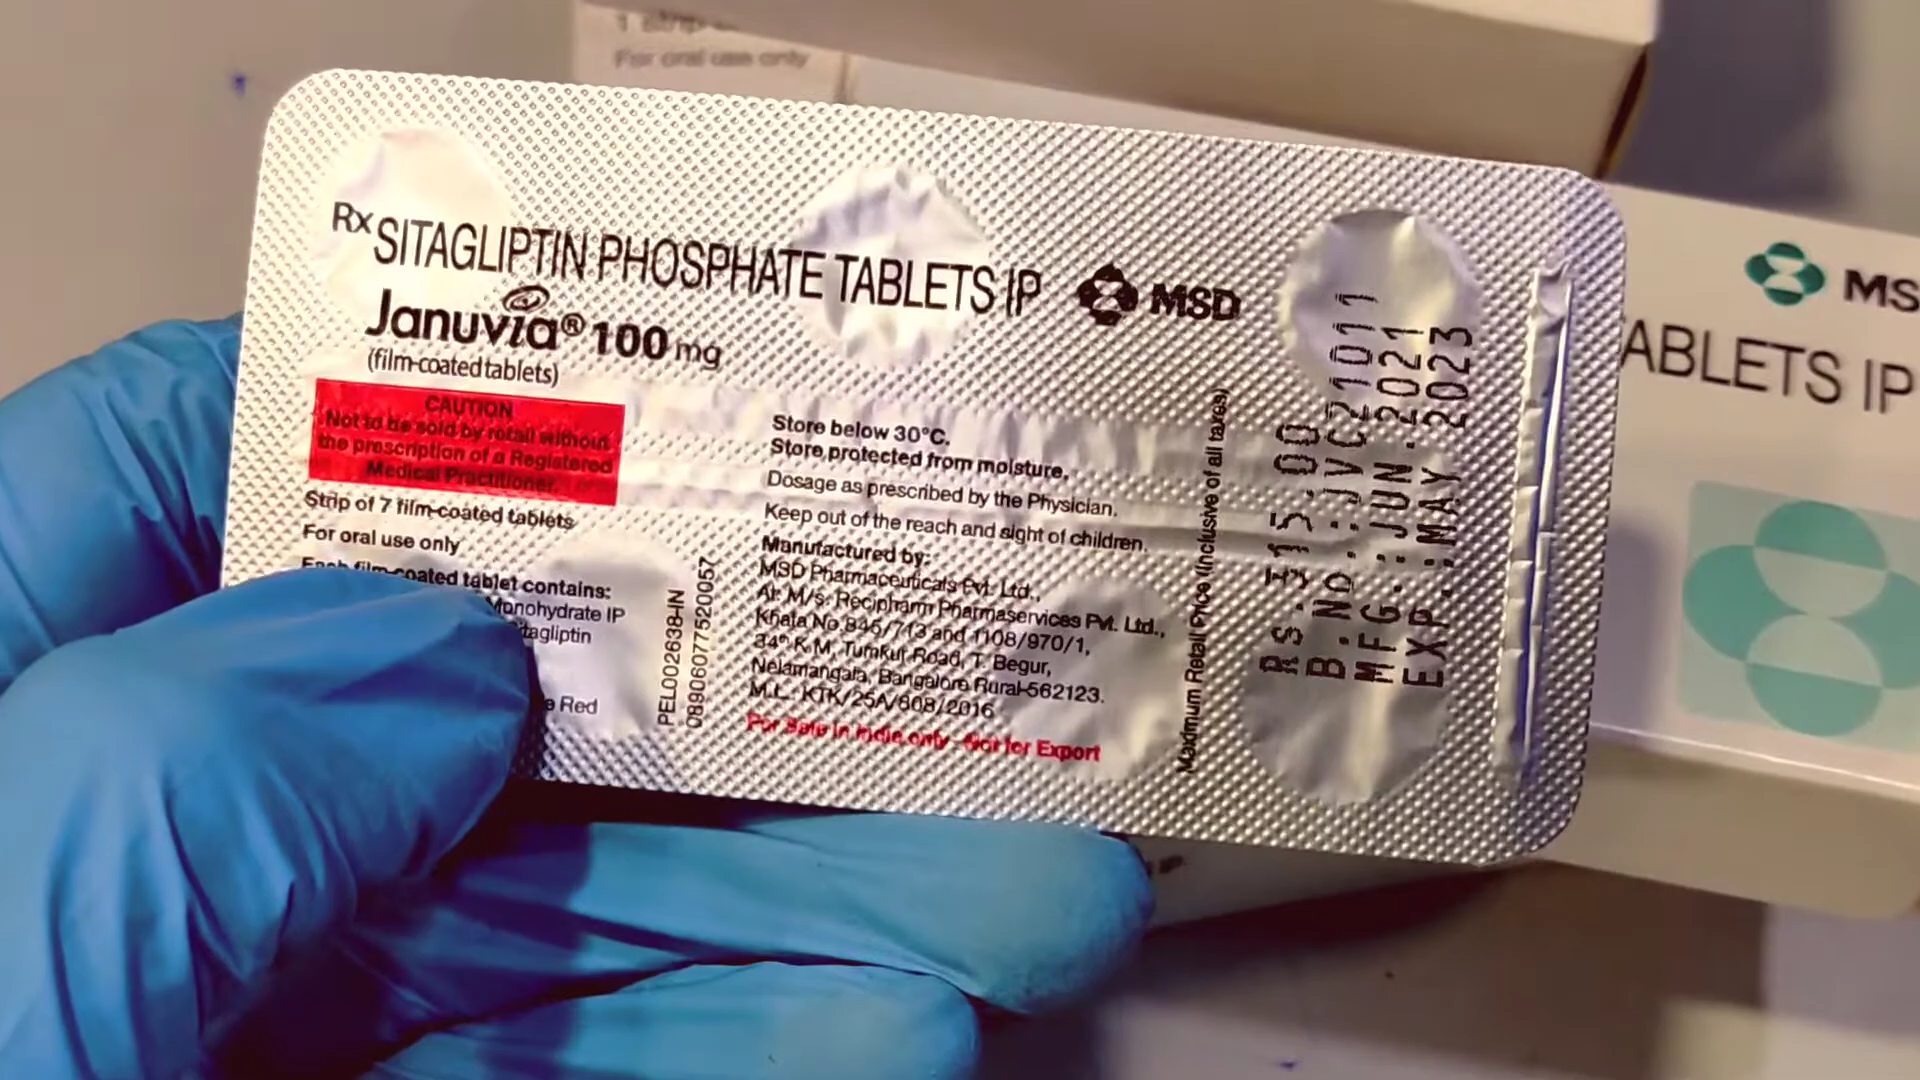 For oral use only
Rx SITAGLIPTIN PHOSPHATE TABLETS IP
MSD
Januvia® 100 mg
(film-coated tablets)
CAUTION
Not to be sold by retail without
the prescription of a Registered
Medical Practitioner.
Strip of 7 film-coated tablets
For oral use only
Each film-coated tablet contains:
Monohydrate IP
Red
PEL002638-IN
08906077520057
Store below 30°C.
Store protected from moisture.
Dosage as prescribed by the Physician.
Keep out of the reach and sight of children.
Manufactured by:
MSD Pharmaceuticals Pvt. Ltd.,
At: M/s. Recipharm Pharmaservices Pvt. Ltd.,
Khata No. 845/713 and 1108/970/1,
34th K.M, Tumkur Road, T. Begur,
Nelamangala, Bangalore Rural-562123.
M.L.: KTK/25A/608/2016
For Sale in India only - Not for Export
Maximum Retail Price (Inclusive of all taxes)
RS.:315.00
B.NO.:JVC21011
MFG.:JUN.2021
EXP.:MAY 2023
MS
TABLETS IP